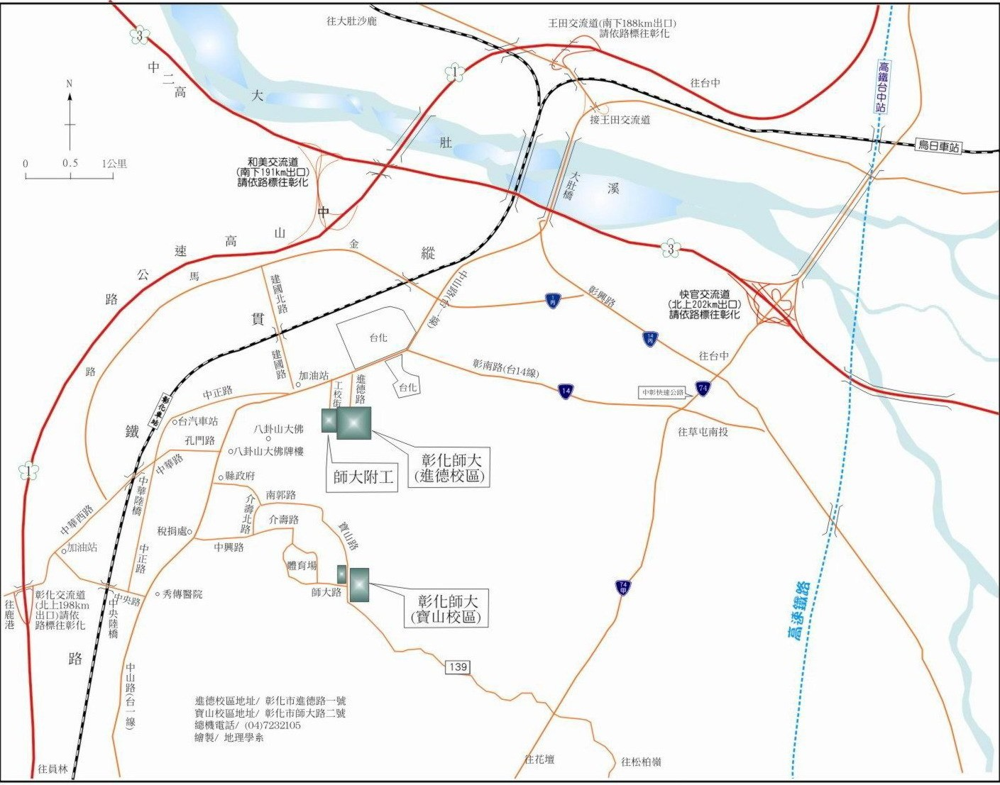 往大肚沙鹿
王田交流道(南下188km出口)
請依路標往彰化
3
中二高
N
0 0.5 1公里
1
往台中
高鐵台中站
接王田交流道
烏日車站
大肚溪
大肚橋
和美交流道
(南下191km出口)
請依路標往彰化
中山高速公路
金馬路
縱貫鐵路
建國北路
建國路
中山路(台一線)
1丙
彰興路
3
14丙
快官交流道
(北上202km出口)
請依路標往彰化
往台中
台化
台化
彰南路(台14線)
14
中彰快速公路
74
往草屯南投
加油站
工校街
進德路
中正路
彰化車站
台汽車站
孔門路
中華路
八卦山大佛
八卦山大佛牌樓
師大附工
彰化師大
(進德校區)
1
縣政府
中華陸橋
南郭路
介壽北路
介壽路
寶山路
中華西路
稅捐處
中興路
加油站
中正路
體育場
師大路
彰化師大
(寶山校區)
74甲
高速鐵路
秀傳醫院
中央路
中央陸橋
彰化交流道
(北上198km
出口)請依
路標往彰化
往鹿港
139
中山路(台一線)
進德校區地址/ 彰化市進德路一號
寶山校區地址/ 彰化市師大路二號
總機電話/ (04)7232105
繪製/ 地理學系
往員林
往花壇
往松柏嶺